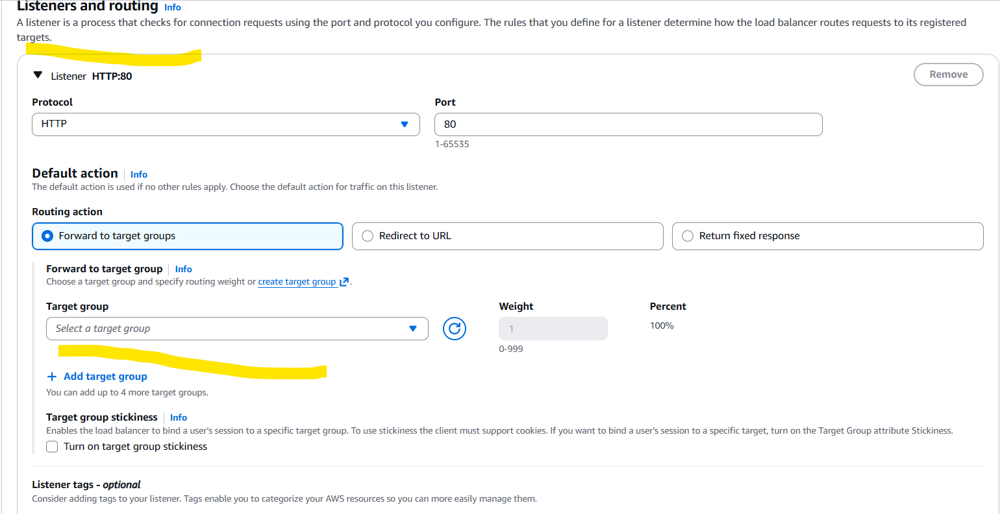 Listeners and routing Info
A listener is a process that checks for connection requests using the port and protocol you configure. The rules that you define for a listener determine how the load balancer routes requests to its registered
targets.
Listener HTTP:80
Remove
Protocol
Port
HTTP
80
1-65535
Default action Info
The default action is used if no other rules apply. Choose the default action for traffic on this listener.
Routing action
Forward to target groups
Redirect to URL
Return fixed response
Forward to target group Info
Choose a target group and specify routing weight or create target group .
Target group
Weight
Percent
Select a target group
1
100%
0-999
+ Add target group
You can add up to 4 more target groups.
Target group stickiness Info
Enables the load balancer to bind a user's session to a specific target group. To use stickiness the client must support cookies. If you want to bind a user's session to a specific target, turn on the Target Group attribute Stickiness.
Turn on target group stickiness
Listener tags - optional
Consider adding tags to your listener. Tags enable you to categorize your AWS resources so you can more easily manage them.